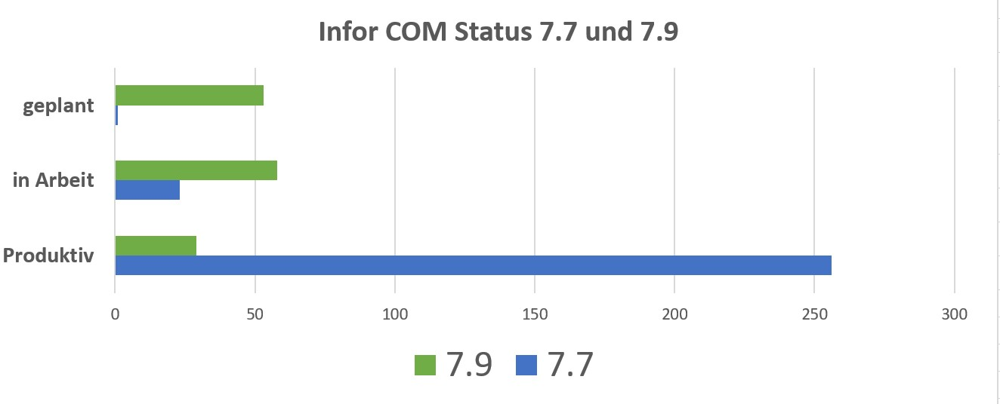 Infor COM Status 7.7 und 7.9
geplant
in Arbeit
Produktiv
0 50 100 150 200 250 300
7.9 7.7